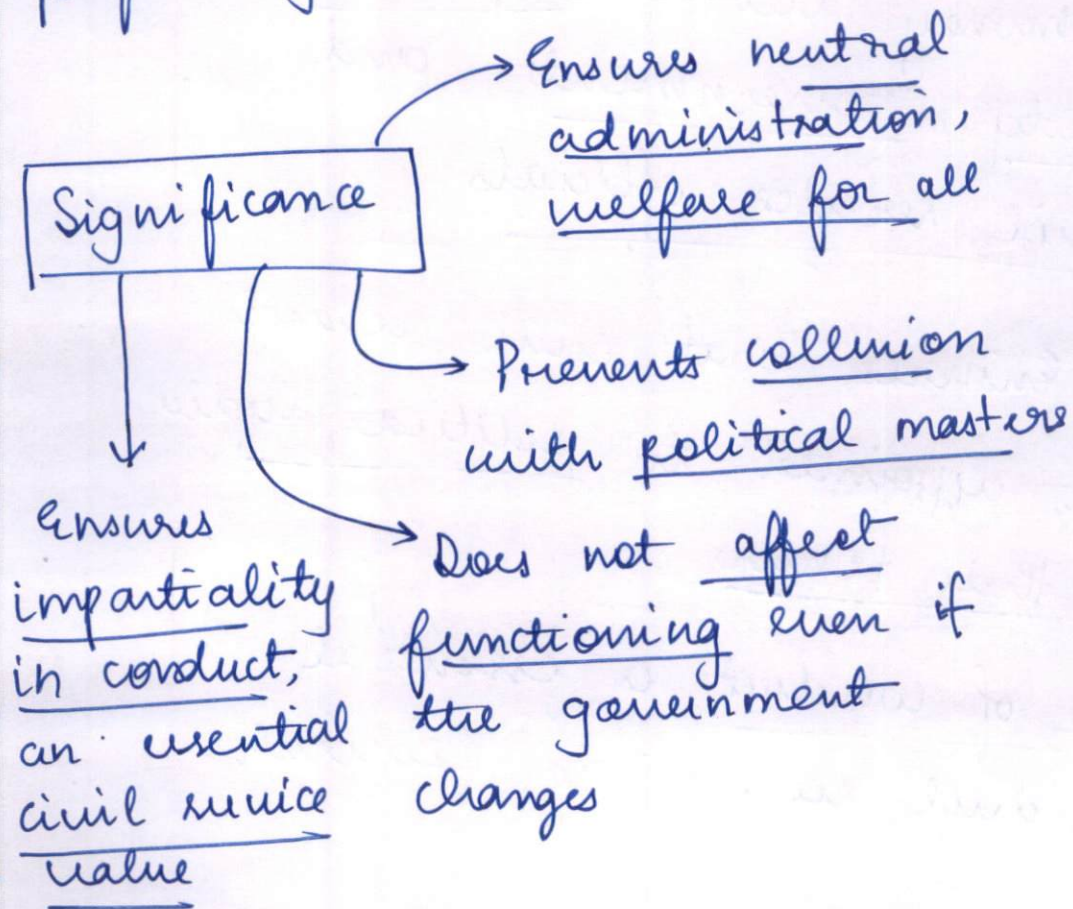 Ensures neutral
administration,
welfare for all
Significance
Prevents collusion
with political masters
Does not affect
functioning even if
the government
changes
Ensures
impartiality
in conduct,
an essential
civil service
value